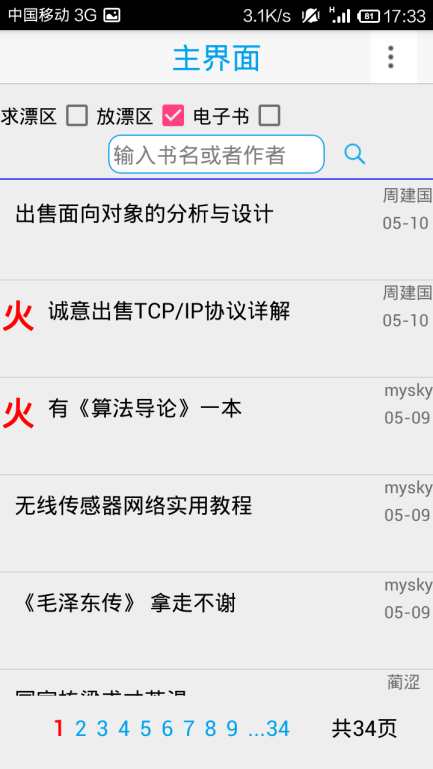 中国移动 3G 3.1K/s H 81 17:33
主界面
求漂区 放漂区 电子书
输入书名或者作者
出售面向对象的分析与设计
周建国
05-10
火 诚意出售TCP/IP协议详解
周建国
05-10
火 有《算法导论》一本
mysky
05-09
无线传感器网络实用教程
mysky
05-09
《毛泽东传》 拿走不谢
mysky
05-09
蔺涩
1 2 3 4 5 6 7 8 9 ...34 共34页